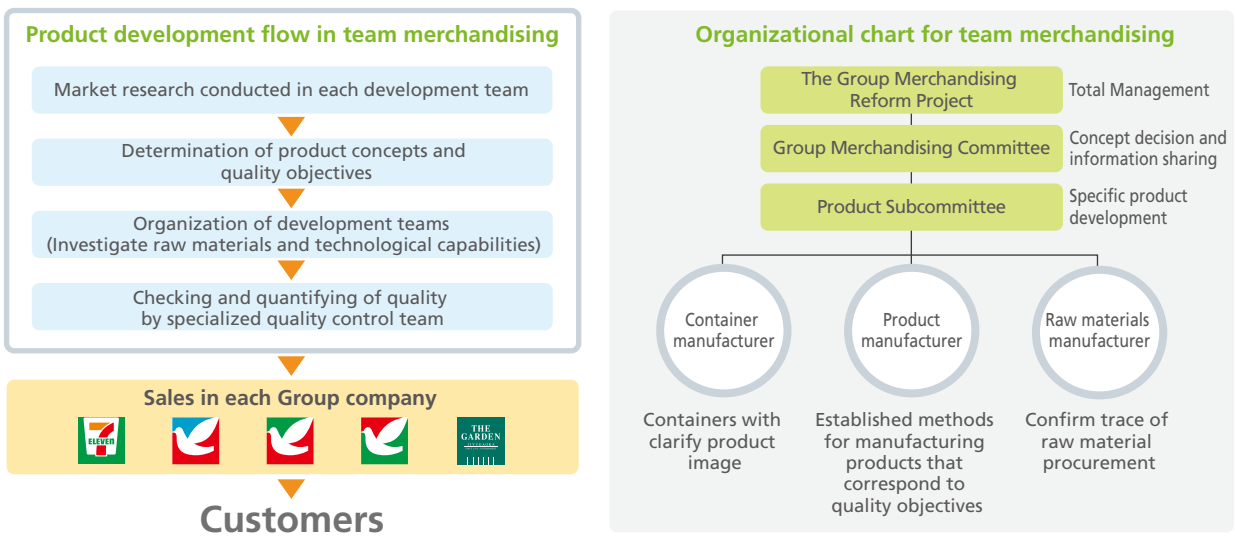 Product development flow in team merchandising
Market research conducted in each development team
Determination of product concepts and
quality objectives
Organization of development teams
(Investigate raw materials and technological capabilities)
Checking and quantifying of quality
by specialized quality control team
Sales in each Group company
7
ELEVEN
THE
GARDEN
Customers
Organizational chart for team merchandising
The Group Merchandising
Reform Project
Total Management
Group Merchandising Committee
Concept decision and
information sharing
Product Subcommittee
Specific product
development
Container
manufacturer
Product
manufacturer
Raw materials
manufacturer
Containers with
clarify product
image
Established methods
for manufacturing
products that
correspond to
quality objectives
Confirm trace of
raw material
procurement